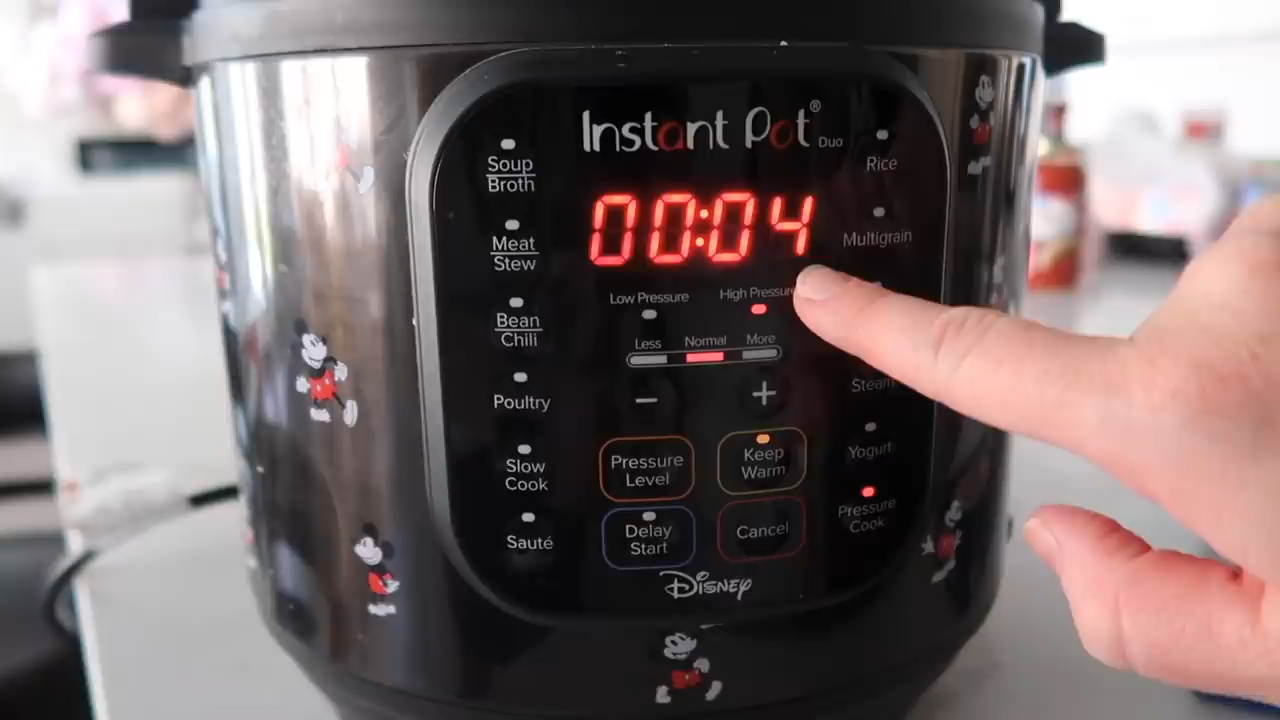 Instant Pot®
Duo
Soup
Broth
Rice
00:04
Meat
Stew
Multigrain
Low Pressure
High Pressure
Bean
Chili
Less
Normal
More
−
+
Steam
Poultry
Pressure
Level
Keep
Warm
Yogurt
Slow
Cook
Pressure
Cook
Sauté
Delay
Start
Cancel
Disney